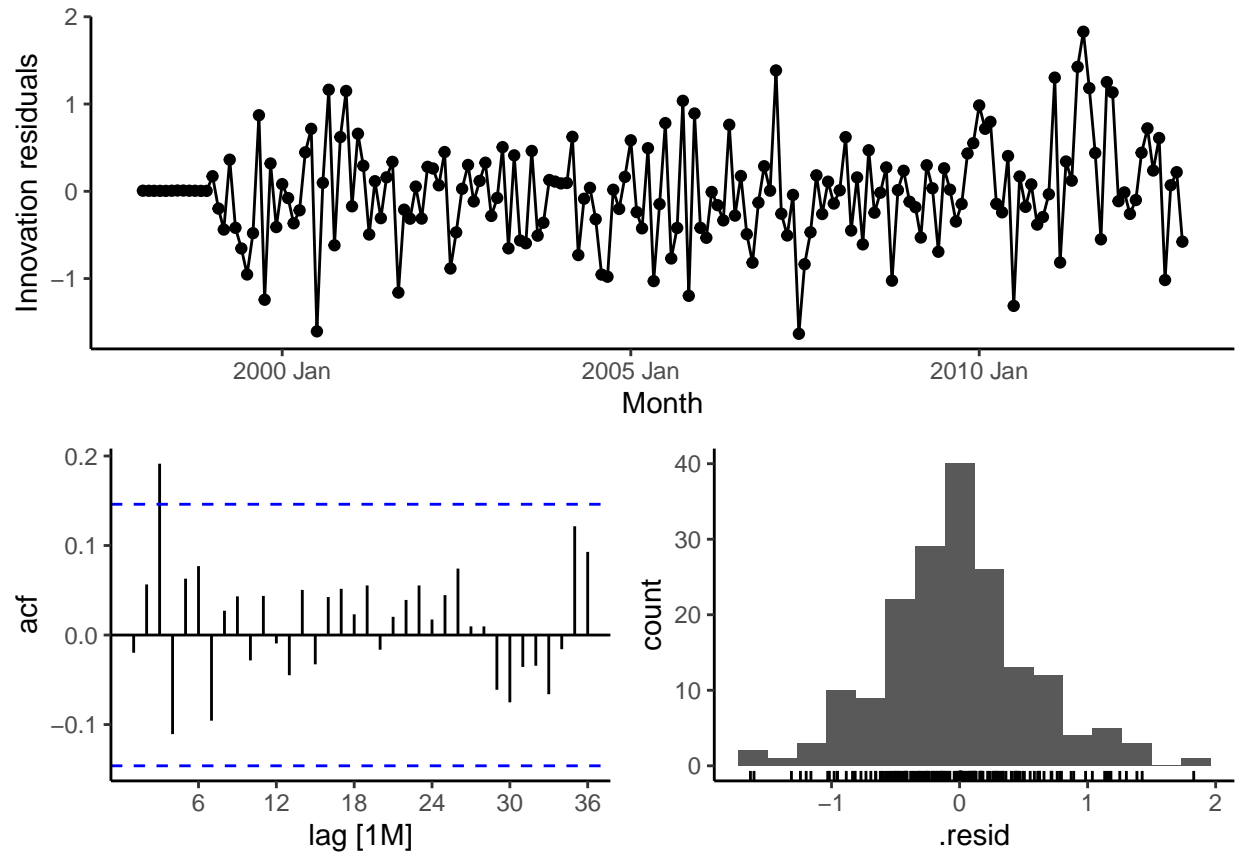 2
1
0
−1
Innovation residuals
2000 Jan
2005 Jan
2010 Jan
Month
0.2
0.1
0.0
−0.1
acf
6
12
18
24
30
36
lag [1M]
40
30
20
10
0
count
−1
0
1
2
.resid